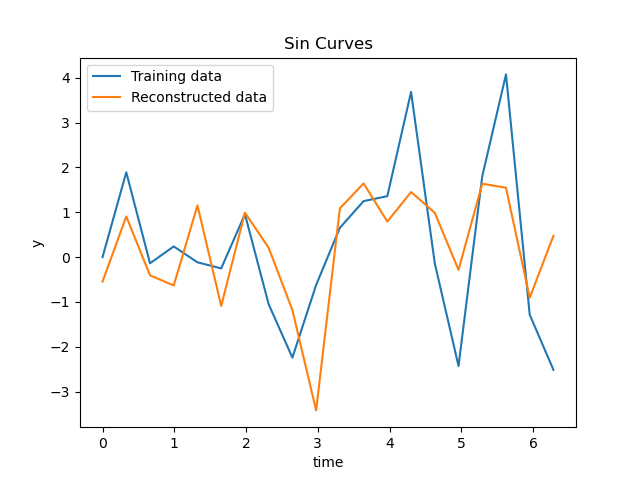 Sin Curves
Training data
Reconstructed data
4
3
2
1
0
−1
−2
−3
y
0 1 2 3 4 5 6
time